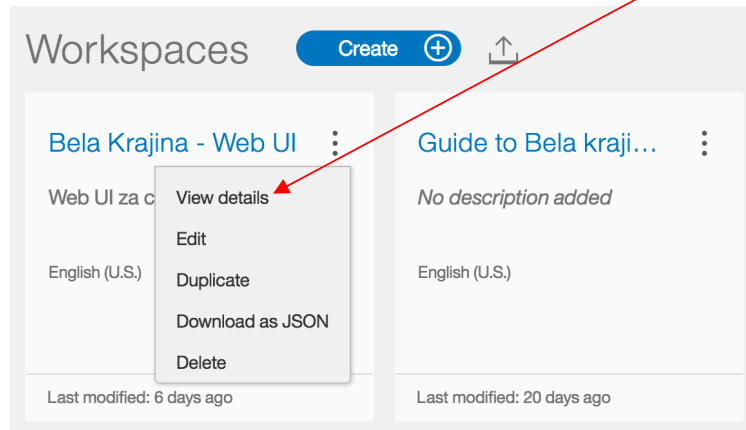 Workspaces
Create
Bela Krajina - Web UI
Web UI za c
English (U.S.)
View details
Edit
Duplicate
Download as JSON
Delete
Last modified: 6 days ago
Guide to Bela kraji...
No description added
English (U.S.)
Last modified: 20 days ago